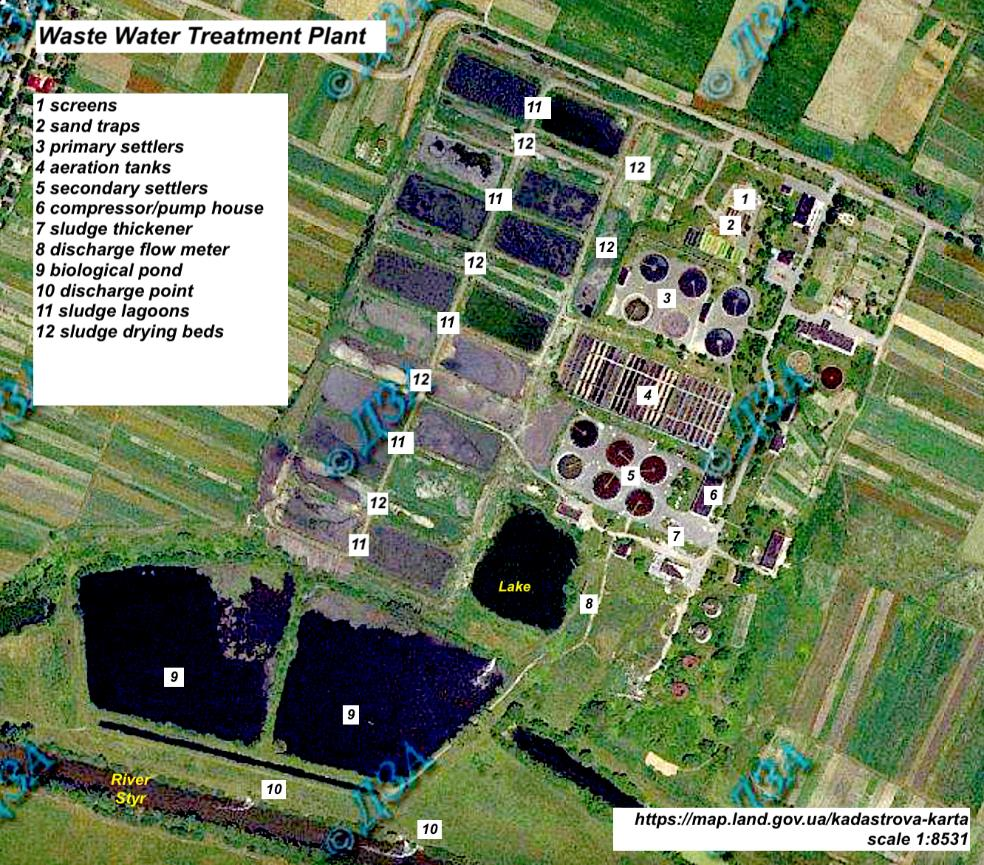 Waste Water Treatment Plant
1 screens
2 sand traps
3 primary settlers
4 aeration tanks
5 secondary settlers
6 compressor/pump house
7 sludge thickener
8 discharge flow meter
9 biological pond
10 discharge point
11 sludge lagoons
12 sludge drying beds
© ДЗЗА
© ДЗЗА
11
12
12
11
1
2
12
12
3
11
12
4
11
5
12
6
11
7
Lake
8
9
9
River
Styr
10
10
https://map.land.gov.ua/kadastrova-karta
scale 1:8531